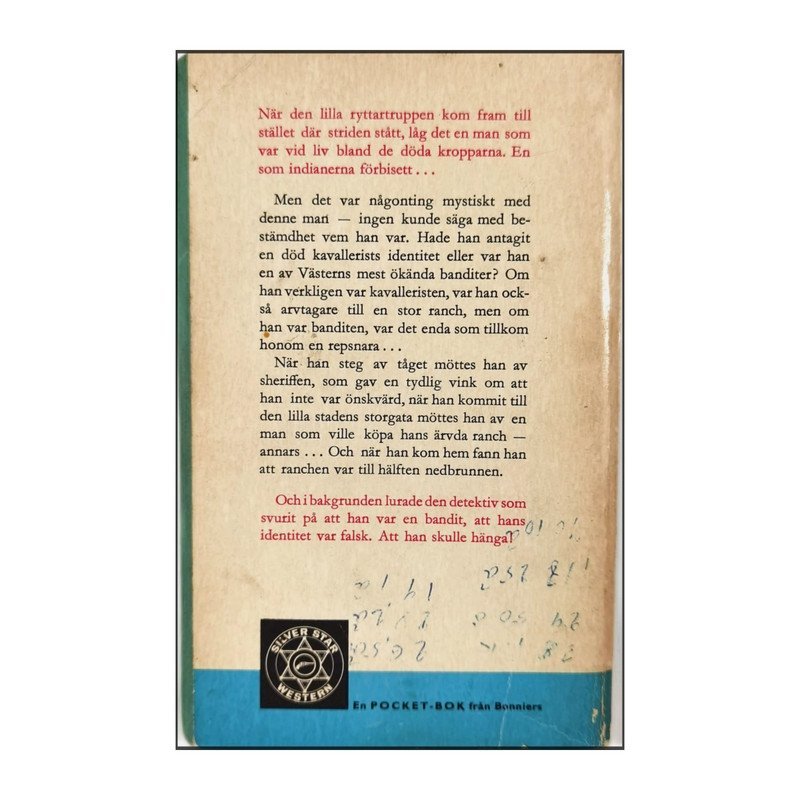 När den lilla ryttartruppen kom fram till
stället där striden stått, låg det en man som
var vid liv bland de döda kropparna. En
som indianerna förbisett . . .
Men det var någonting mystiskt med
denne man — ingen kunde säga med be-
stämdhet vem han var. Hade han antagit
en död kavallerists identitet eller var han
en av Västerns mest ökända banditer? Om
han verkligen var kavalleristen, var han ock-
så arvtagare till en stor ranch, men om
han var banditen, var det enda som tillkom
honom en repsnara . . .
När han steg av tåget möttes han av
sheriffen, som gav en tydlig vink om att
han inte var önskvärd, när han kommit till
den lilla stadens storgata möttes han av en
man som ville köpa hans ärvda ranch —
annars . . . Och när han kom hem fann han
att ranchen var till hälften nedbrunnen.
Och i bakgrunden lurade den detektiv som
svurit på att han var en bandit, att hans
identitet var falsk. Att han skulle hänga!
SILVER STAR
WESTERN
En POCKET-BOK från Bonniers